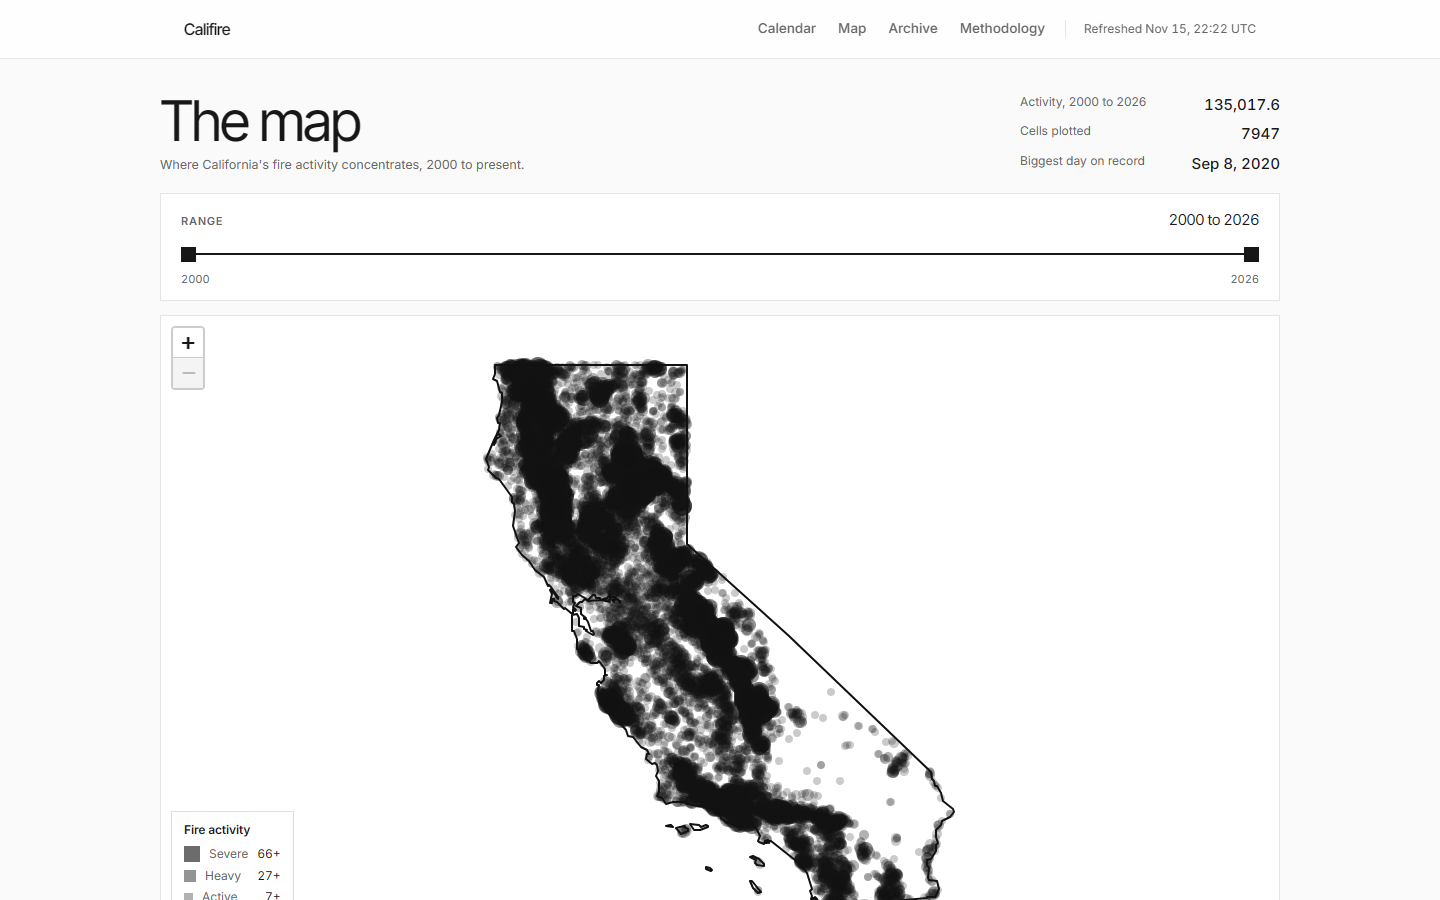 Califire
Calendar Map Archive Methodology Refreshed Nov 15, 22:22 UTC
The map
Where California's fire activity concentrates, 2000 to present.
Activity, 2000 to 2026 135,017.6
Cells plotted 7947
Biggest day on record Sep 8, 2020
RANGE 2000 to 2026
2000 2026
+
−
Fire activity
Severe 66+
Heavy 27+
Active 7+